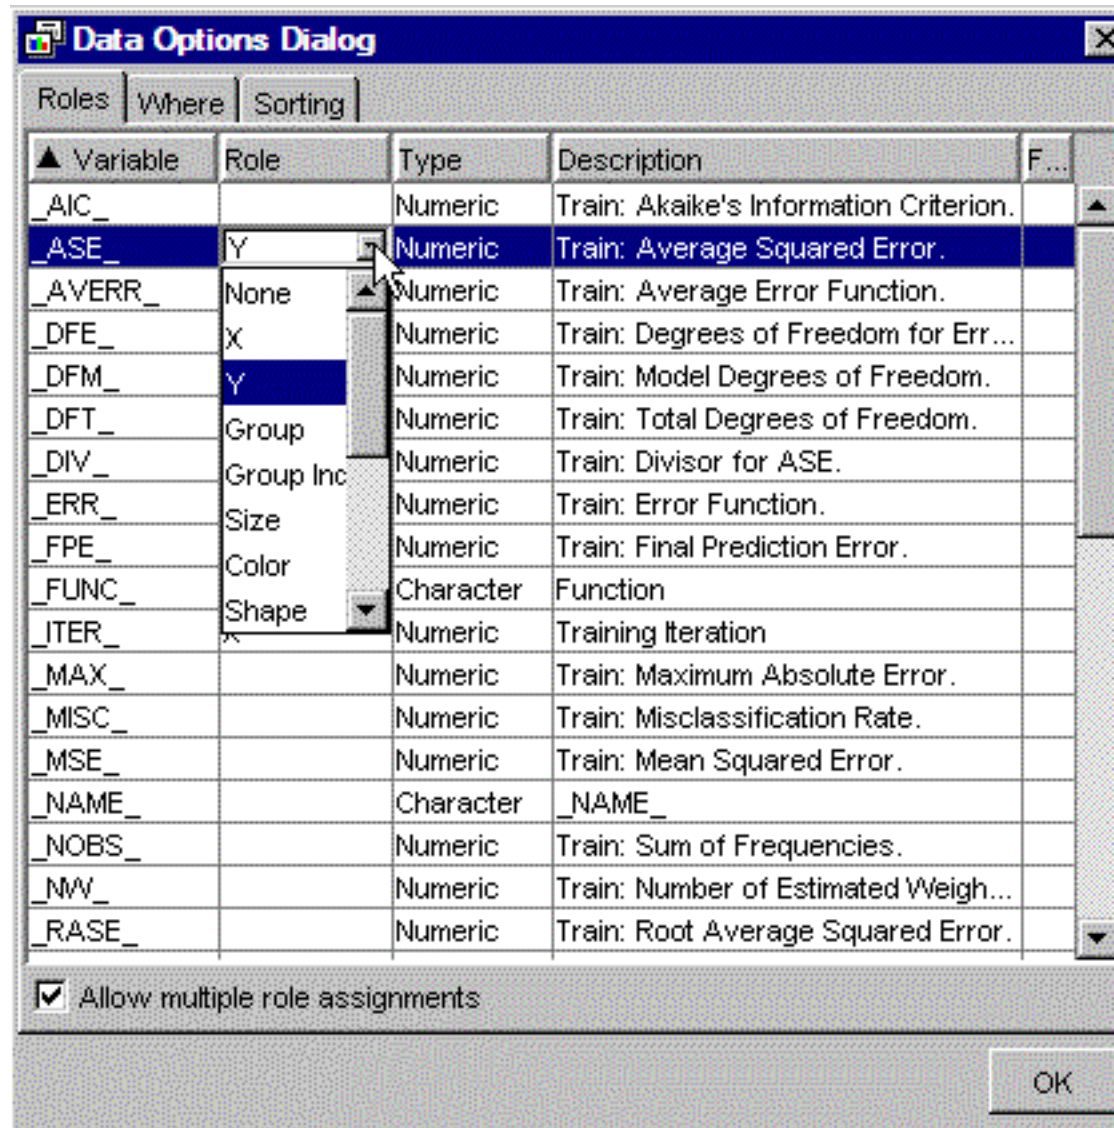 Data Options Dialog
Roles Where Sorting
Variable Role Type Description F...
_AIC_ Numeric Train: Akaike's Information Criterion.
_ASE_ Y Numeric Train: Average Squared Error.
_AVERR_ None Numeric Train: Average Error Function.
_DFE_ X Numeric Train: Degrees of Freedom for Err...
_DFM_ Y Numeric Train: Model Degrees of Freedom.
_DFT_ Group Numeric Train: Total Degrees of Freedom.
_DIV_ Group Inc Numeric Train: Divisor for ASE.
_ERR_ Size Numeric Train: Error Function.
_FPE_ Color Numeric Train: Final Prediction Error.
_FUNC_ Shape Character Function
_ITER_ X Numeric Training Iteration
_MAX_ Numeric Train: Maximum Absolute Error.
_MISC_ Numeric Train: Misclassification Rate.
_MSE_ Numeric Train: Mean Squared Error.
_NAME_ Character _NAME_
_NOBS_ Numeric Train: Sum of Frequencies.
_NW_ Numeric Train: Number of Estimated Weigh...
_RASE_ Numeric Train: Root Average Squared Error.
Allow multiple role assignments
OK